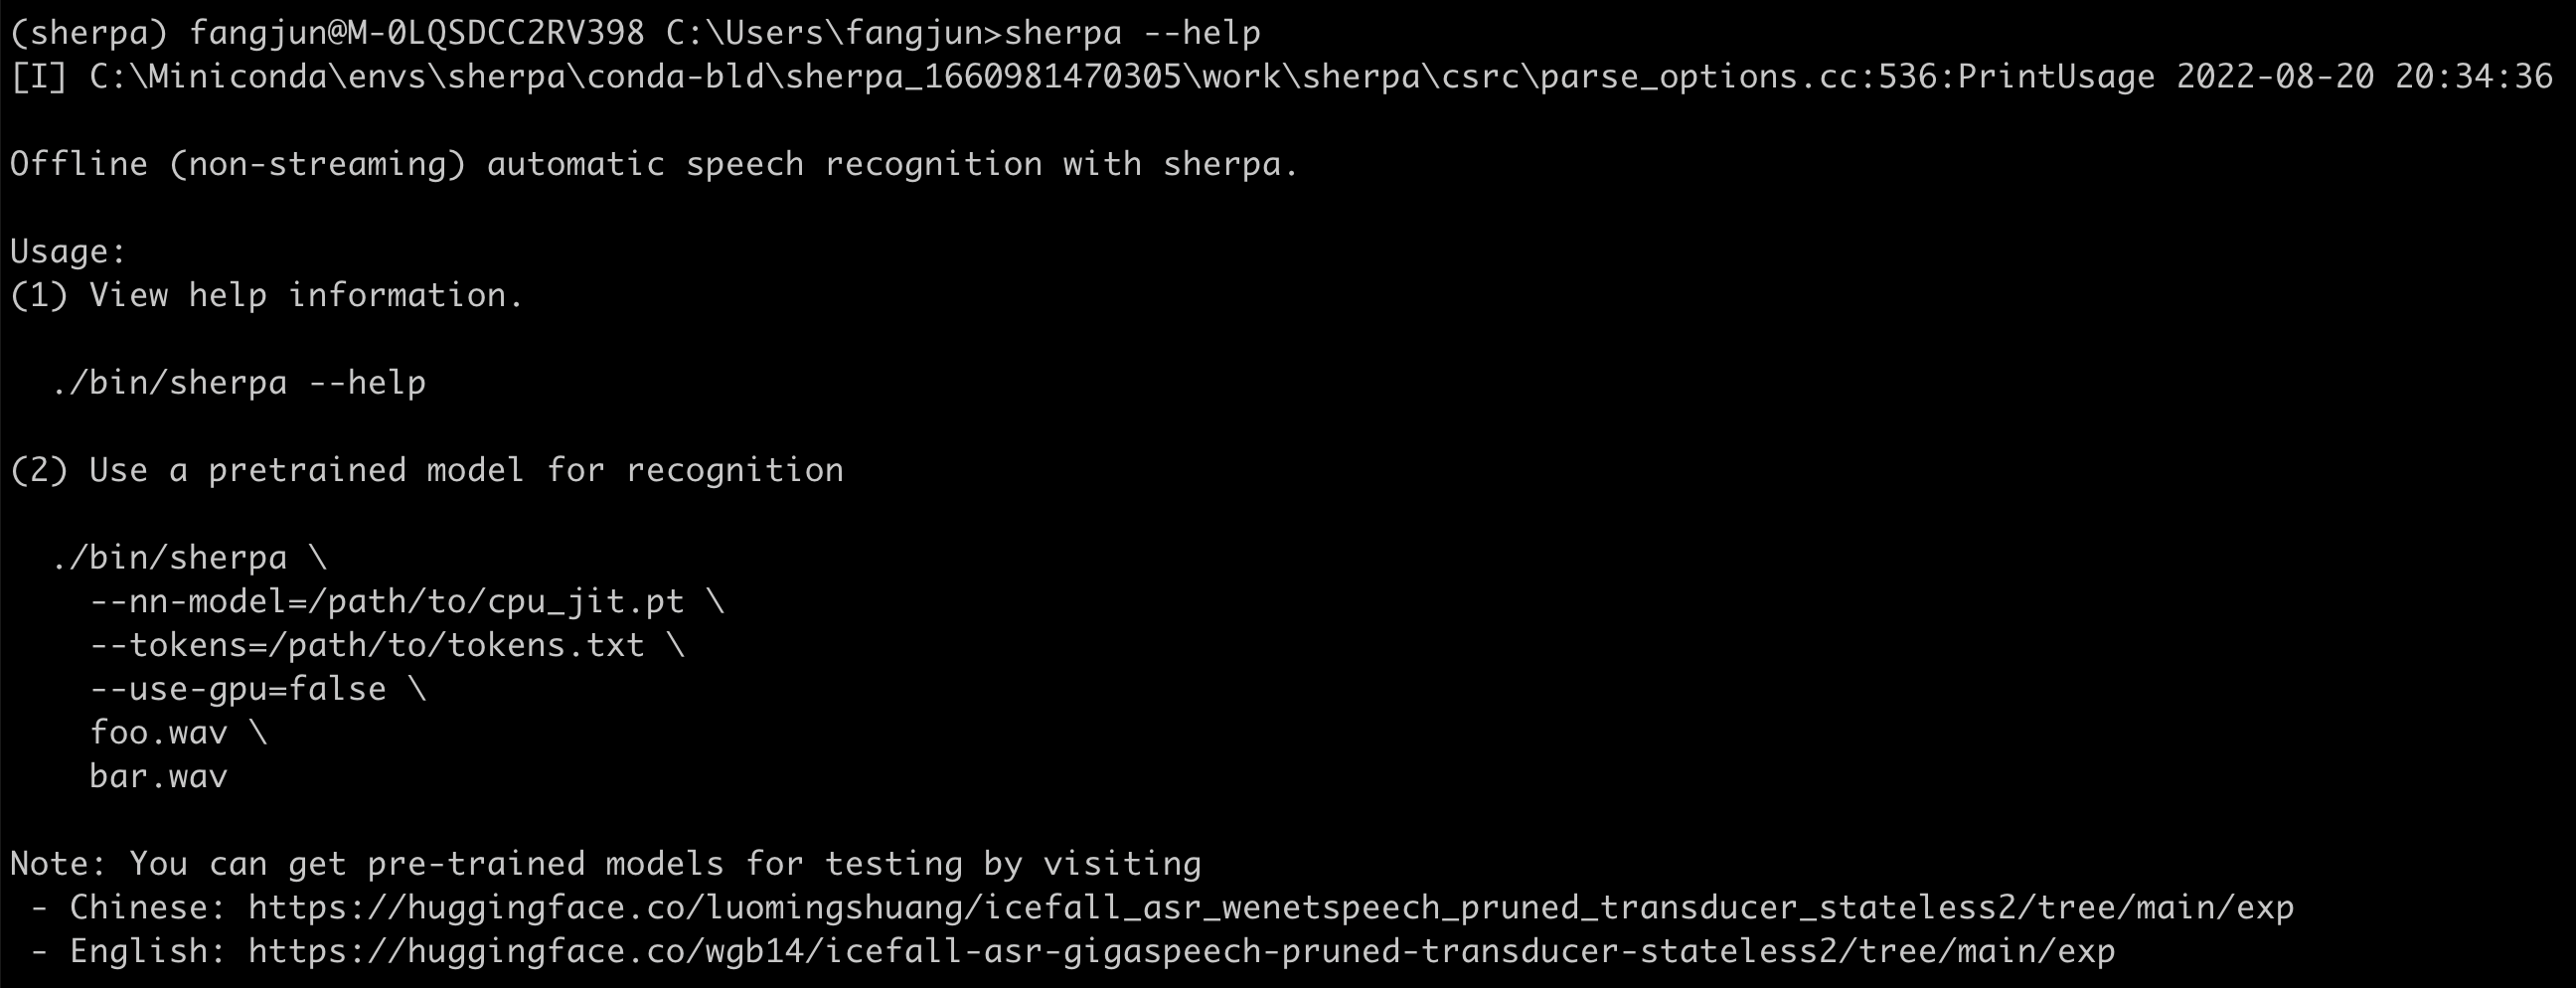 (sherpa) fangjun@M-0LQSDCC2RV398 C:\Users\fangjun>sherpa --help
[I] C:\Miniconda\envs\sherpa\conda-bld\sherpa_1660981470305\work\sherpa\csrc\parse_options.cc:536:PrintUsage 2022-08-20 20:34:36
Offline (non-streaming) automatic speech recognition with sherpa.
Usage:
(1) View help information.
./bin/sherpa --help
(2) Use a pretrained model for recognition
./bin/sherpa \
--nn-model=/path/to/cpu_jit.pt \
--tokens=/path/to/tokens.txt \
--use-gpu=false \
foo.wav \
bar.wav
Note: You can get pre-trained models for testing by visiting
- Chinese: https://huggingface.co/luomingshuang/icefall_asr_wenetspeech_pruned_transducer_stateless2/tree/main/exp
- English: https://huggingface.co/wgb14/icefall-asr-gigaspeech-pruned-transducer-stateless2/tree/main/exp